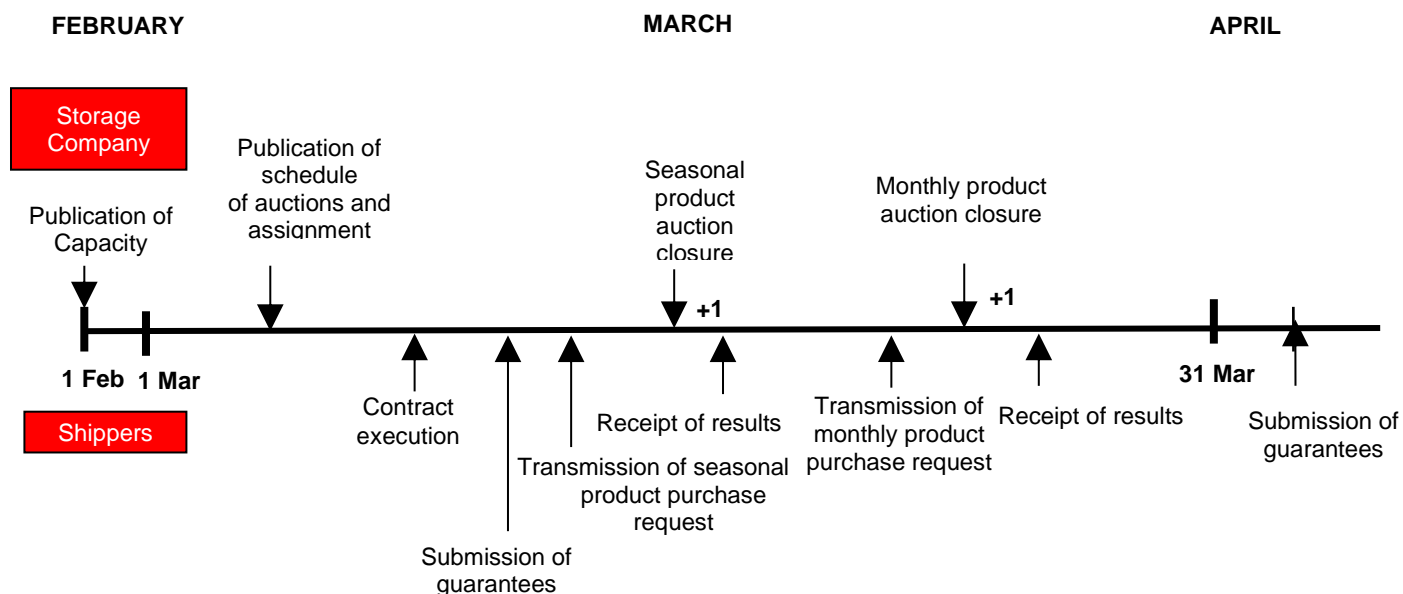 FEBRUARY
MARCH
APRIL
Storage
Company
Publication of
schedule
of auctions and
assignment
Seasonal
product
auction
closure
Monthly product
auction closure
Publication of
Capacity
+1
+1
1 Feb
1 Mar
31 Mar
Shippers
Contract
execution
Submission of
guarantees
Transmission of seasonal
product purchase
request
Receipt of results
Transmission of
monthly product
purchase request
Receipt of results
Submission of
guarantees